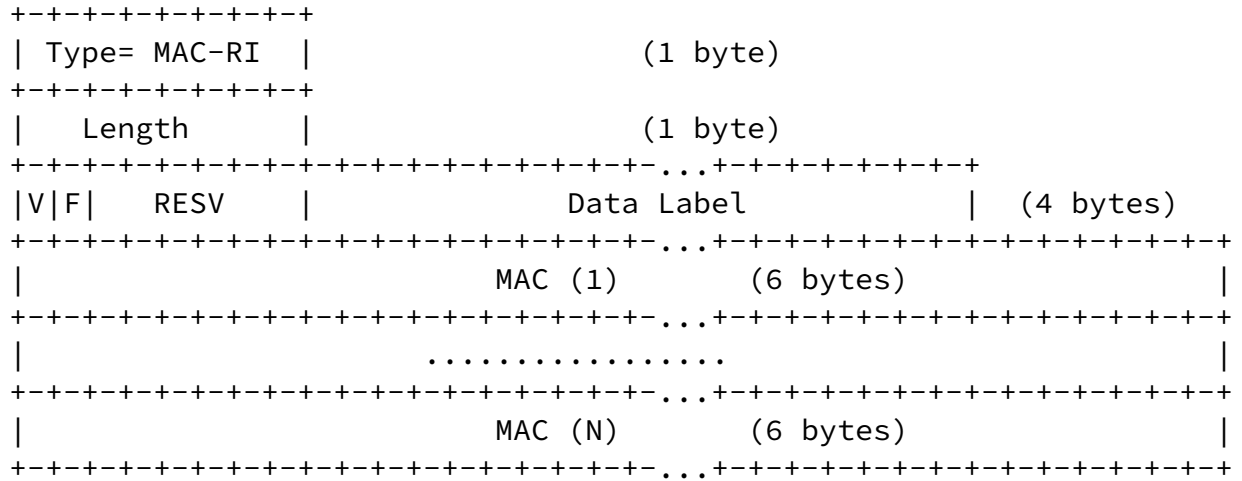 +-+-+-+-+-+-+-+-+
| Type= MAC-RI  |                  (1 byte)
+-+-+-+-+-+-+-+-+
|   Length      |                  (1 byte)
+-+-+-+-+-+-+-+-+-+-+-+-+-+-+-+-+-+-...+-+-+-+-+-+-+-+
|V|F|   RESV    |              Data Label            |  (4 bytes)
+-+-+-+-+-+-+-+-+-+-+-+-+-+-+-+-+-+-...+-+-+-+-+-+-+-+-+-+-+-+-+-+-+
|                          MAC (1)       (6 bytes)                 |
+-+-+-+-+-+-+-+-+-+-+-+-+-+-+-+-+-+-...+-+-+-+-+-+-+-+-+-+-+-+-+-+-+
|                      .................                           |
+-+-+-+-+-+-+-+-+-+-+-+-+-+-+-+-+-+-...+-+-+-+-+-+-+-+-+-+-+-+-+-+-+
|                          MAC (N)       (6 bytes)                 |
+-+-+-+-+-+-+-+-+-+-+-+-+-+-+-+-+-+-...+-+-+-+-+-+-+-+-+-+-+-+-+-+-+